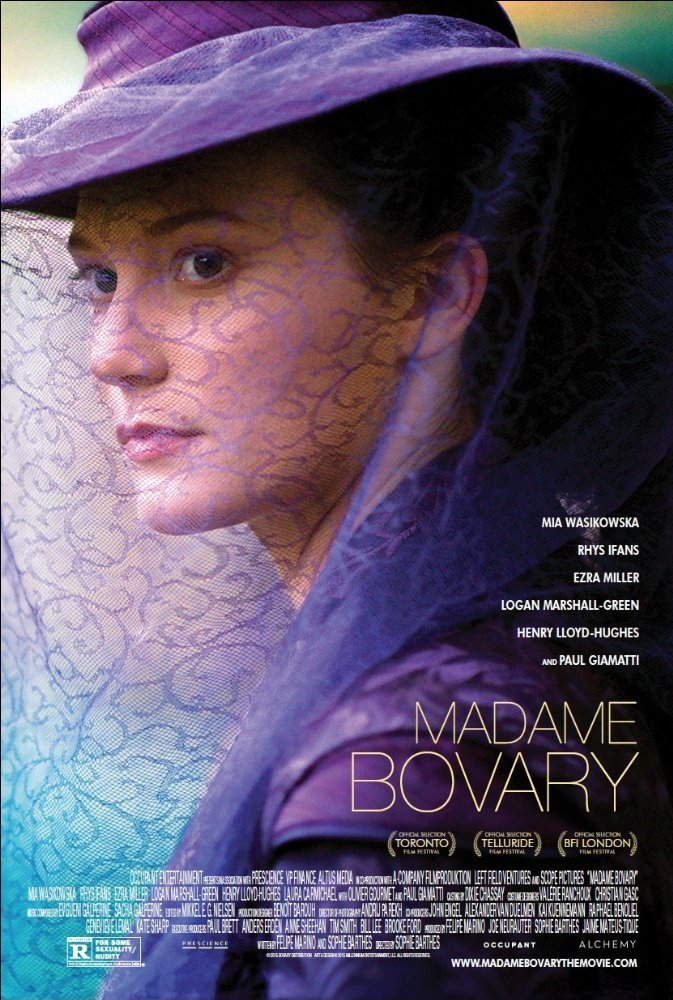 MIA WASIKOWSKA
RHYS IFANS
EZRA MILLER
LOGAN MARSHALL-GREEN
HENRY LLOYD-HUGHES
AND PAUL GIAMATTI
MADAME
BOVARY
OFFICIAL SELECTION
TORONTO
FILM FESTIVAL
OFFICIAL SELECTION
TELLURIDE
FILM FESTIVAL
OFFICIAL SELECTION
BFI LONDON
FILM FESTIVAL
OCCUPANT ENTERTAINMENT PRESENTS IN ASSOCIATION WITH PRESCIENCE VP FINANCE ALTUS MEDIA IN CO-PRODUCTION WITH A-COMPANY FILMPRODUKTION LEFT FIELD VENTURES AND SCOPE PICTURES "MADAME BOVARY"
MIA WASIKOWSKA RHYS IFANS EZRA MILLER LOGAN MARSHALL-GREEN HENRY LLOYD-HUGHES LAURA CARMICHAEL WITH OLIVIER GOURMET AND PAUL GIAMATTI CASTING BY DIXIE CHASSAY COSTUME DESIGNERS VALERIE RANCHOUX CHRISTIAN GASC
MUSIC COMPOSED BY EVGUENI GALPERINE SACHA GALPERINE EDITED BY MIKKEL E.G. NIELSEN PRODUCTION DESIGNER BENOÎT BAROUH DIRECTOR OF PHOTOGRAPHY ANDRIJ PAREKH CO-PRODUCERS JOHN ENGEL ALEXANDER VAN DUELMEN KAI KUENNEMANN RAPHAEL BENOLIEL
GENEVIEVE LEMAL KATE SHARP EXECUTIVE PRODUCERS PAUL BRETT ANDERS ERDEN ANNE SHEEHAN TIM SMITH BILL LEE BROOKE FORD PRODUCED BY FELIPE MARINO JOE NEURAUTER SOPHIE BARTHES JAIME MATEUS-TIQUE
WRITTEN BY FELIPE MARINO AND SOPHIE BARTHES DIRECTED BY SOPHIE BARTHES
R FOR SOME SEXUALITY/ NUDITY
PRESCIENCE
OCCUPANT
ALCHEMY
WWW.MADAMEBOVARYTHEMOVIE.COM